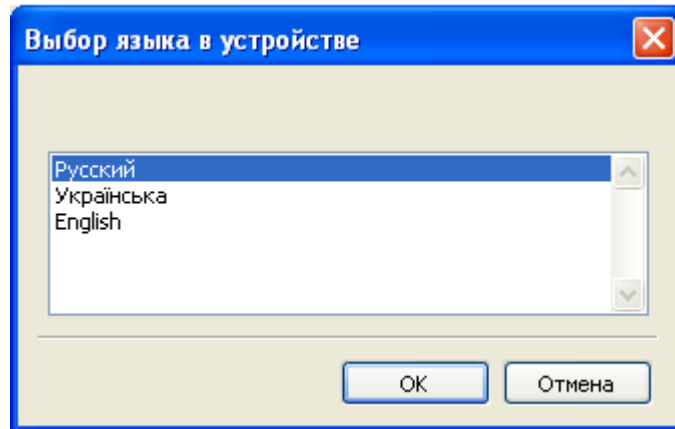 Выбор языка в устройстве
Русский
Українська
English
OK Отмена